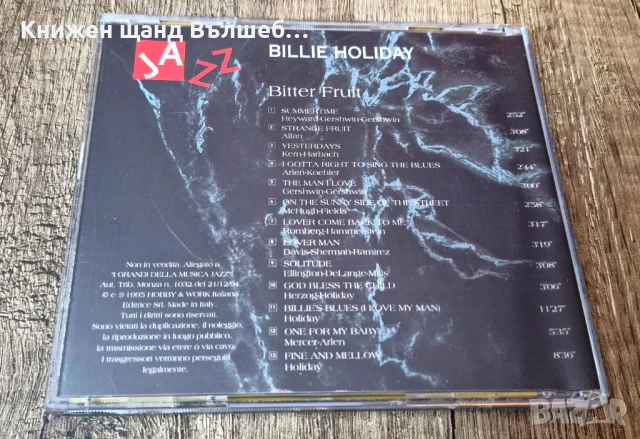 Книжен щанд Вълшеб...
JAZZ
BILLIE HOLIDAY
Bitter Fruit
1 SUMMERTIME 2'52"
Heyward-Gershwin-Gershwin
2 STRANGE FRUIT 3'08"
Allan
3 YESTERDAYS 3'21"
Kern-Harbach
4 I GOTTA RIGHT TO SING THE BLUES 2'44"
Arlen-Koehler
5 THE MAN I LOVE 3'00"
Gershwin-Gershwin
6 ON THE SUNNY SIDE OF THE STREET 2'58"
McHugh-Fields
7 LOVER COME BACK TO ME 3'17"
Romberg-Hammerstein
8 LOVER MAN 3'19"
Davis-Sherman-Ramirez
9 SOLITUDE 3'08"
Ellington-DeLange-Mills
10 GOD BLESS THE CHILD 3'06"
Herzog-Holiday
11 BILLIE'S BLUES (I LOVE MY MAN) 11'27"
Holiday
12 ONE FOR MY BABY 5'35"
Mercer-Arlen
13 FINE AND MELLOW 8'36"
Holiday
Non in vendita. Allegato a
"I GRANDI DELLA MUSICA JAZZ"
Aut. Trib. Monza n. 1032 del 21/12/94.
© e ℗ 1995 HOBBY & WORK Italiana
Editrice Srl. Made in Italy.
Tutti i diritti sono riservati.
Sono vietati la duplicazione, il noleggio,
la riproduzione in luogo pubblico,
la trasmissione via etere o via cavo.
I trasgressori verranno perseguiti
legalmente.
BAZAR